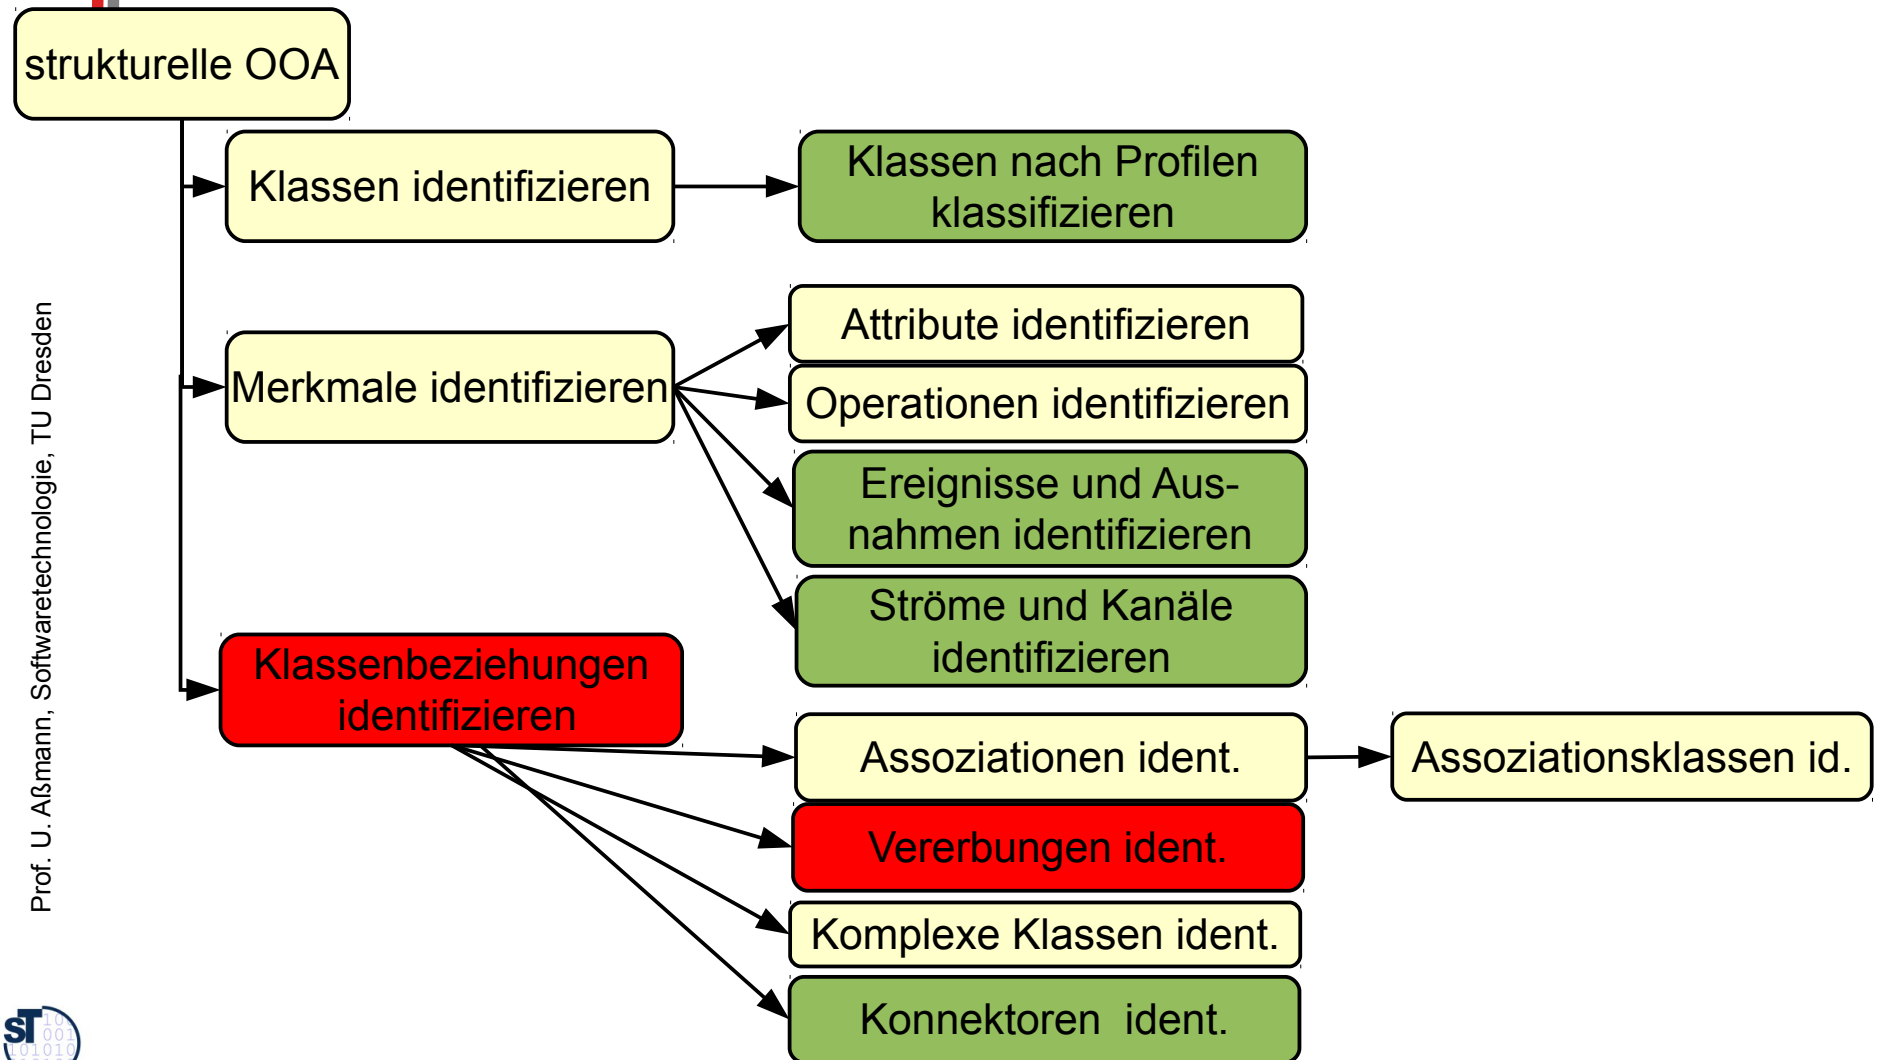 strukturelle OOA
Klassen identifizieren
Klassen nach Profilen
klassifizieren
Merkmale identifizieren
Attribute identifizieren
Operationen identifizieren
Ereignisse und Aus-
nahmen identifizieren
Ströme und Kanäle
identifizieren
Klassenbeziehungen
identifizieren
Assoziationen ident.
Assoziationsklassen id.
Vererbungen ident.
Komplexe Klassen ident.
Konnektoren ident.
Prof. U. Aßmann, Softwaretechnologie, TU Dresden
ST